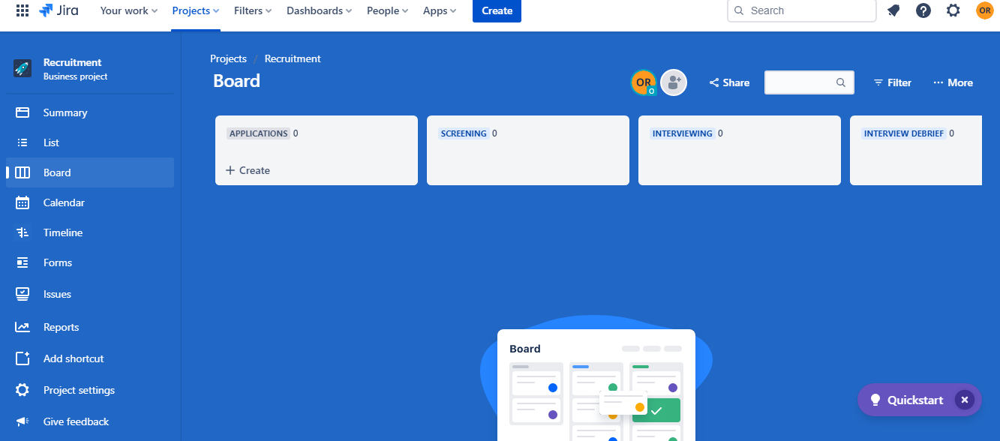 Jira
Your work
Projects
Filters
Dashboards
People
Apps
Create
Search
OR
Recruitment
Business project
Summary
List
Board
Calendar
Timeline
Forms
Issues
Reports
Add shortcut
Project settings
Give feedback
Projects / Recruitment
Board
OR
O
Share
Filter
More
APPLICATIONS 0
+ Create
SCREENING 0
INTERVIEWING 0
INTERVIEW DEBRIEF 0
Board
Quickstart